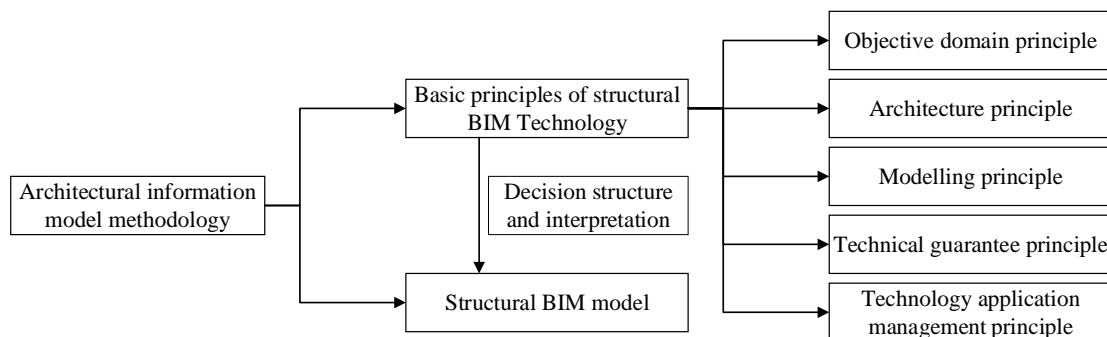 Architectural information
model methodology
Basic principles of structural
BIM Technology
Decision structure
and interpretation
Structural BIM model
Objective domain principle
Architecture principle
Modelling principle
Technical guarantee principle
Technology application
management principle